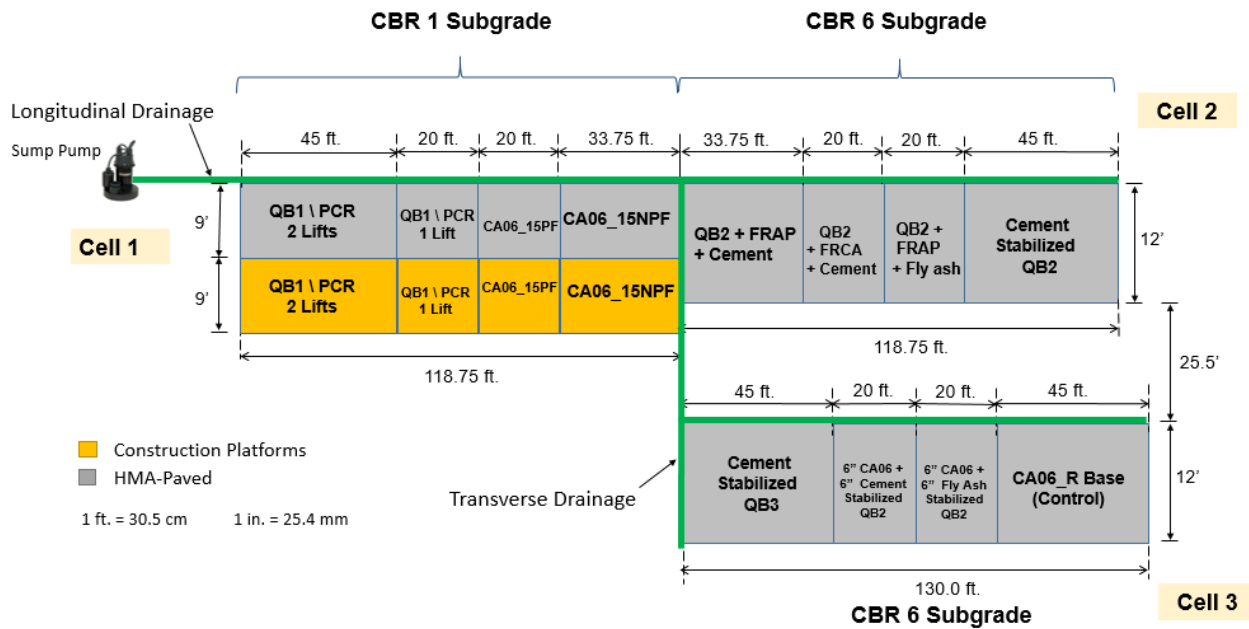 CBR 1 Subgrade
CBR 6 Subgrade
Longitudinal Drainage
Cell 2
Sump Pump
45 ft.
20 ft.
20 ft.
33.75 ft.
33.75 ft.
20 ft.
20 ft.
45 ft.
9'
Cell 1
9'
QB1 \ PCR
2 Lifts
QB1 \ PCR
1 Lift
CA06_15PF
CA06_15NPF
QB1 \ PCR
2 Lifts
QB1 \ PCR
1 Lift
CA06_15PF
CA06_15NPF
QB2 + FRAP
+ Cement
QB2
+ FRCA
+ Cement
QB2 +
FRAP
+ Fly ash
Cement
Stabilized
QB2
12'
118.75 ft.
118.75 ft.
25.5'
45 ft.
20 ft.
20 ft.
45 ft.
Construction Platforms
HMA-Paved
1 ft. = 30.5 cm
1 in. = 25.4 mm
Transverse Drainage
Cement
Stabilized
QB3
6” CA06 +
6” Cement
Stabilized
QB2
6” CA06 +
6” Fly Ash
Stabilized
QB2
CA06_R Base
(Control)
12'
130.0 ft.
CBR 6 Subgrade
Cell 3